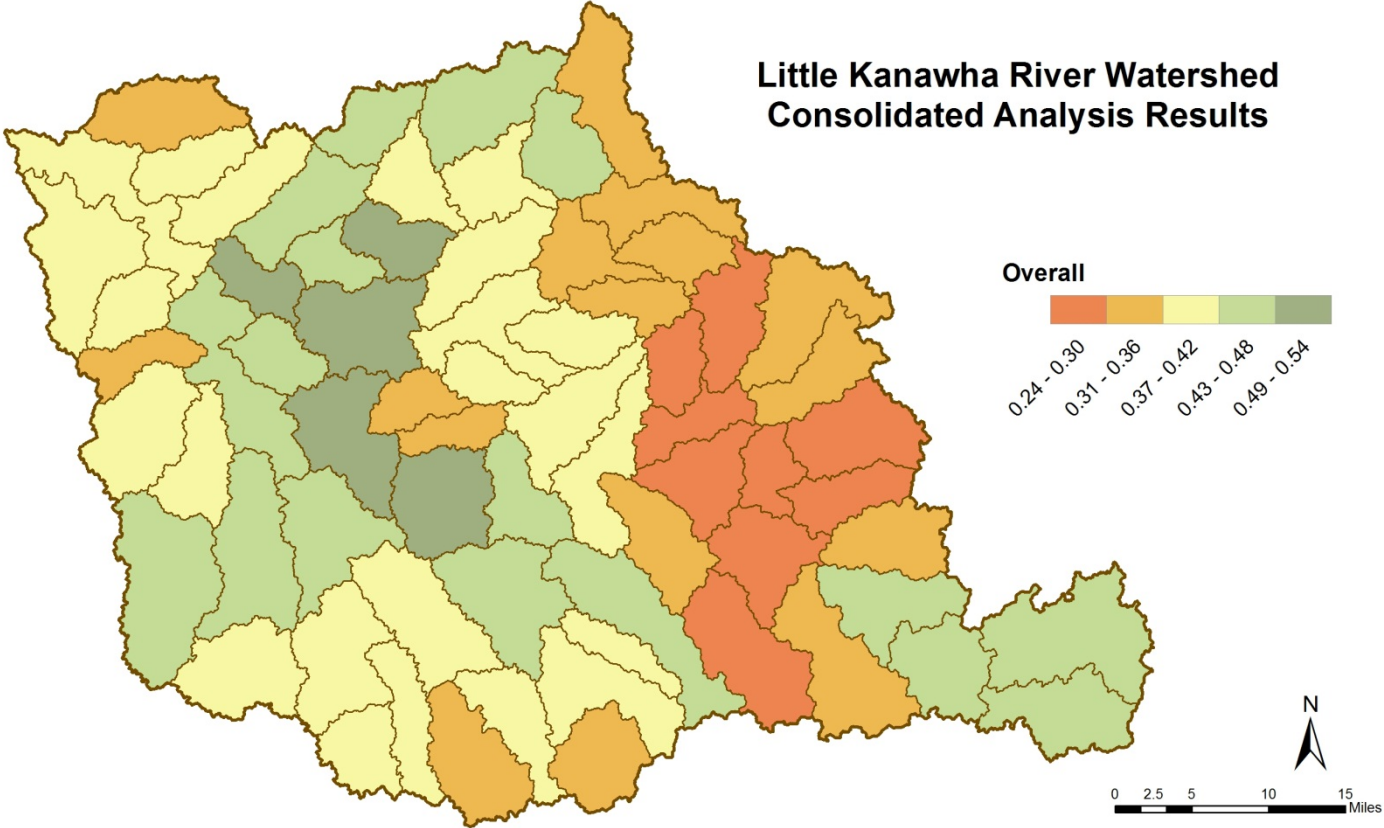 Little Kanawha River Watershed
Consolidated Analysis Results
Overall
0.24 - 0.30
0.31 - 0.36
0.37 - 0.42
0.43 - 0.48
0.49 - 0.54
N
0 2.5 5 10 15
Miles